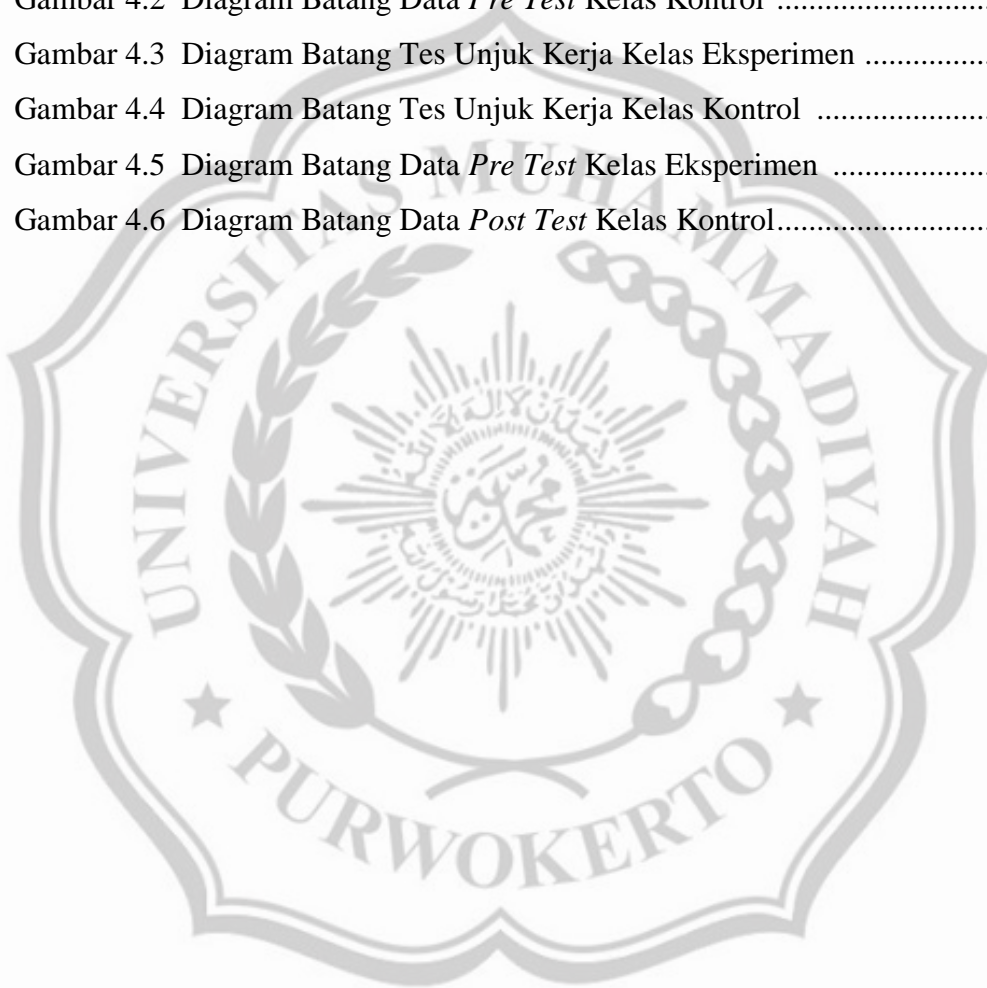 Gambar 4.2 Diagram Batang Data Pre Test Kelas Kontrol ..........................
Gambar 4.3 Diagram Batang Tes Unjuk Kerja Kelas Eksperimen ................
Gambar 4.4 Diagram Batang Tes Unjuk Kerja Kelas Kontrol ......................
Gambar 4.5 Diagram Batang Data Pre Test Kelas Eksperimen ....................
Gambar 4.6 Diagram Batang Data Post Test Kelas Kontrol...........................
UNIVERSITAS MUHAMMADIYAH
PURWOKERTO
محمد